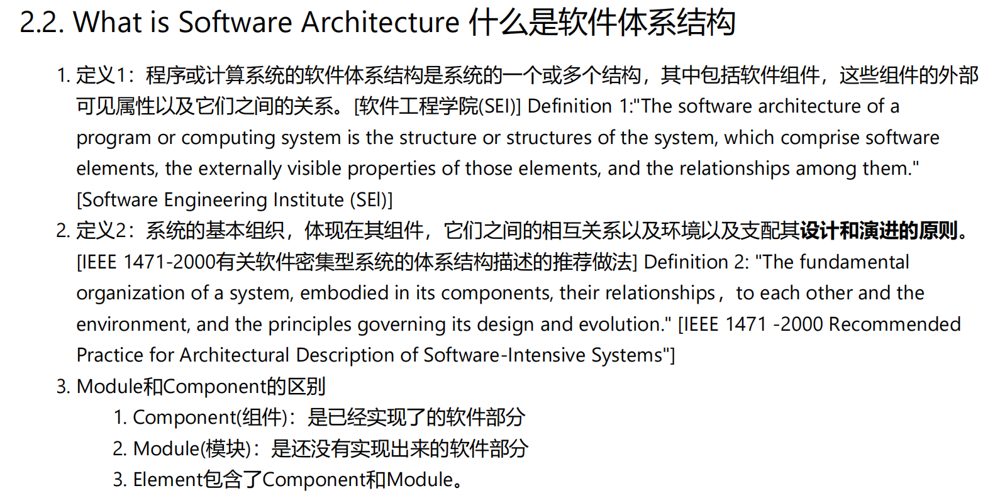 2.2. What is Software Architecture 什么是软件体系结构
1. 定义1：程序或计算系统的软件体系结构是系统的一个或多个结构，其中包括软件组件，这些组件的外部
可见属性以及它们之间的关系。[软件工程学院(SEI)] Definition 1:"The software architecture of a
program or computing system is the structure or structures of the system, which comprise software
elements, the externally visible properties of those elements, and the relationships among them."
[Software Engineering Institute (SEl)]
2. 定义2：系统的基本组织，体现在其组件，它们之间的相互关系以及环境以及支配其设计和演进的原则。
[IEEE 1471-2000有关软件密集型系统的体系结构描述的推荐做法] Definition 2: "The fundamental
organization of a system, embodied in its components, their relationships，to each other and the
environment, and the principles governing its design and evolution." [IEEE 1471 -2000 Recommended
Practice for Architectural Description of Software-Intensive Systems"]
3. Module和Component的区别
1. Component(组件)：是已经实现了的软件部分
2. Module(模块)：是还没有实现出来的软件部分
3. Element包含了Component和Module。